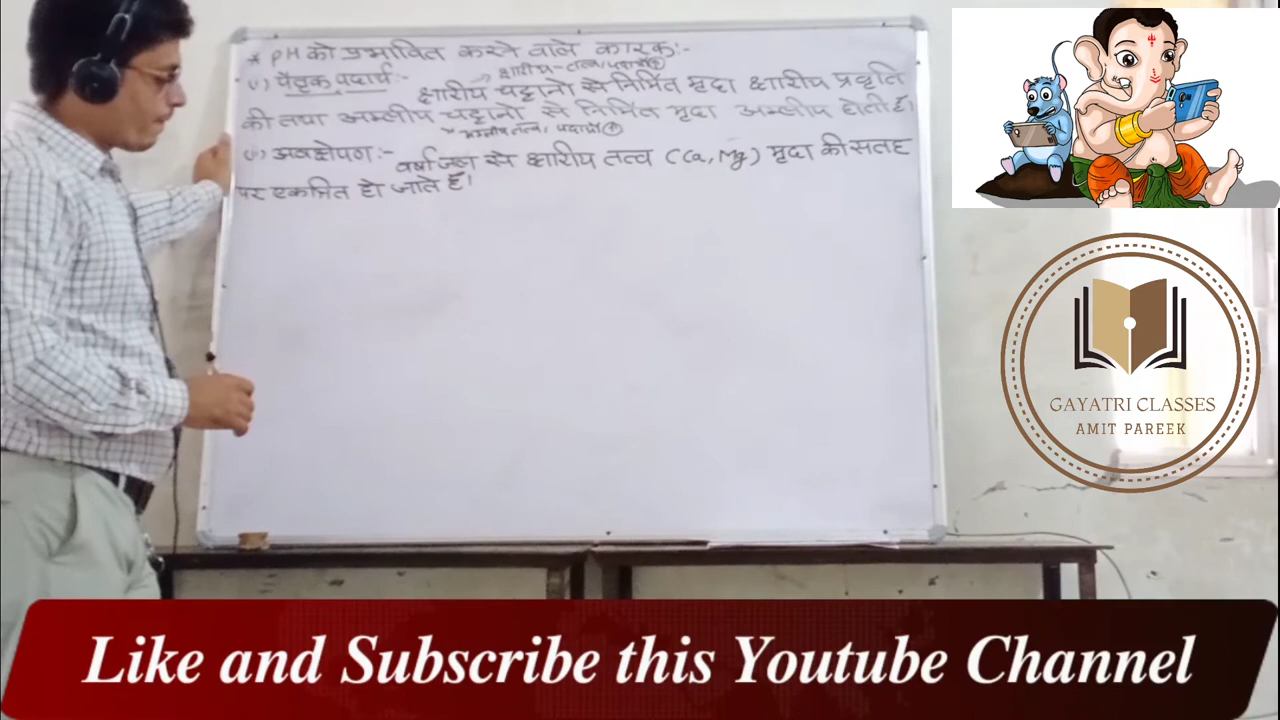 * pH को प्रभावित करने वाले कारक:-
→ क्षारीय-तत्व/पदार्थ↑
(i) पैतृक पदार्थ:- क्षारीय चट्टानो से निर्मित मृदा क्षारीय प्रवृति
की तथा अम्लीय चट्टानो से निर्मित मृदा अम्लीय होती है।
अम्लीय तत्व, पदार्थ↑
(ii) अवक्षेपण:- वर्षा जल से क्षारीय तत्व (Ca, Mg) मृदा की सतह
पर एकत्रित हो जाते है।
GAYATRI CLASSES
AMIT PAREEK
Like and Subscribe this Youtube Channel